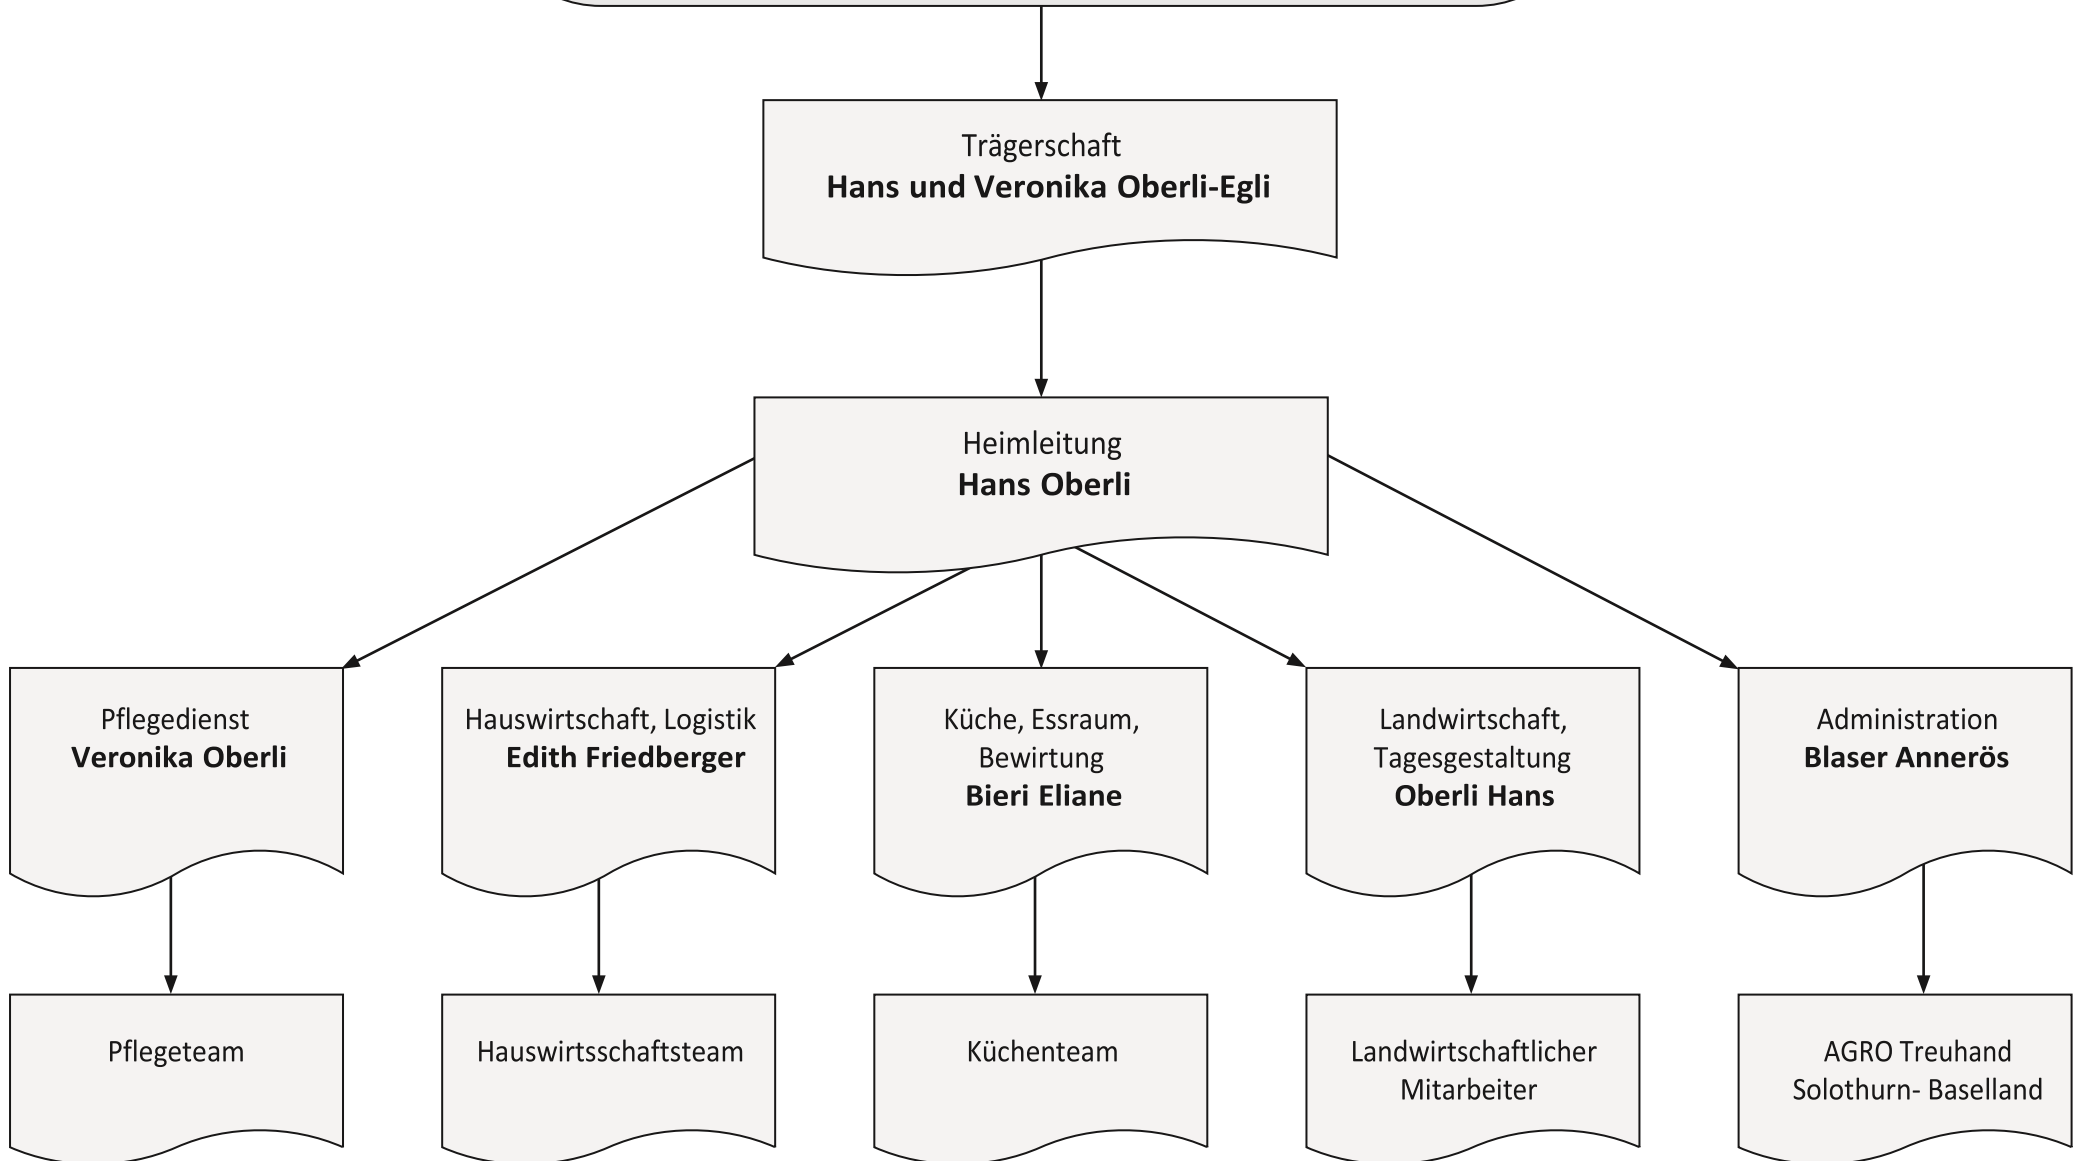 Trägerschaft
Hans und Veronika Oberli-Egli
Heimleitung
Hans Oberli
Pflegedienst
Veronika Oberli
Hauswirtschaft, Logistik
Edith Friedberger
Küche, Essraum,
Bewirtung
Bieri Eliane
Landwirtschaft,
Tagesgestaltung
Oberli Hans
Administration
Blaser Annerös
Pflegeteam
Hauswirtsschaftsteam
Küchenteam
Landwirtschaftlicher
Mitarbeiter
AGRO Treuhand
Solothurn- Baselland